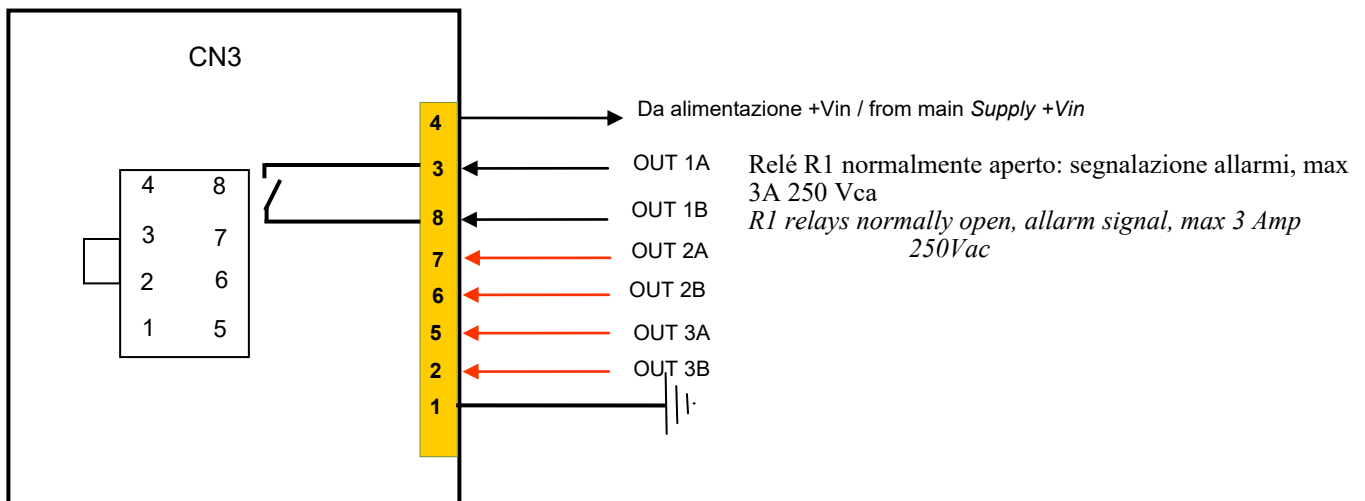 CN3
4 Da alimentazione +Vin / from main Supply +Vin
3 OUT 1A
8 OUT 1B
7 OUT 2A
6 OUT 2B
5 OUT 3A
2 OUT 3B
1
Relé R1 normalmente aperto: segnalazione allarmi, max
3A 250 Vca
R1 relays normally open, allarm signal, max 3 Amp
250Vac
4 8
3 7
2 6
1 5